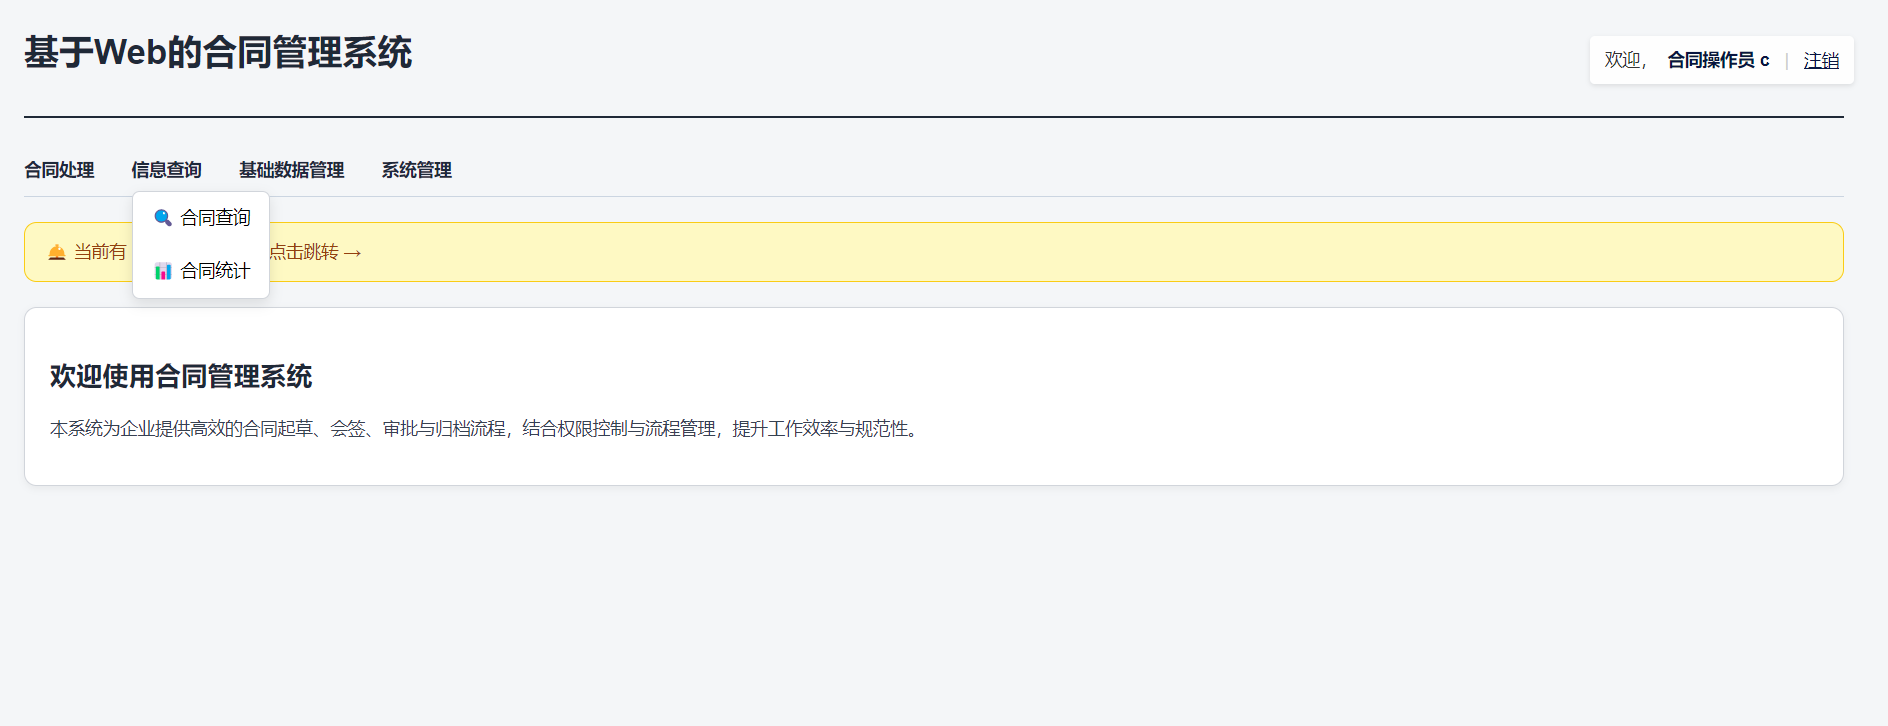 基于Web的合同管理系统
欢迎， 合同操作员 c | 注销
合同处理 信息查询 基础数据管理 系统管理
合同查询
当前有 点击跳转 →
合同统计
欢迎使用合同管理系统
本系统为企业提供高效的合同起草、会签、审批与归档流程，结合权限控制与流程管理，提升工作效率与规范性。